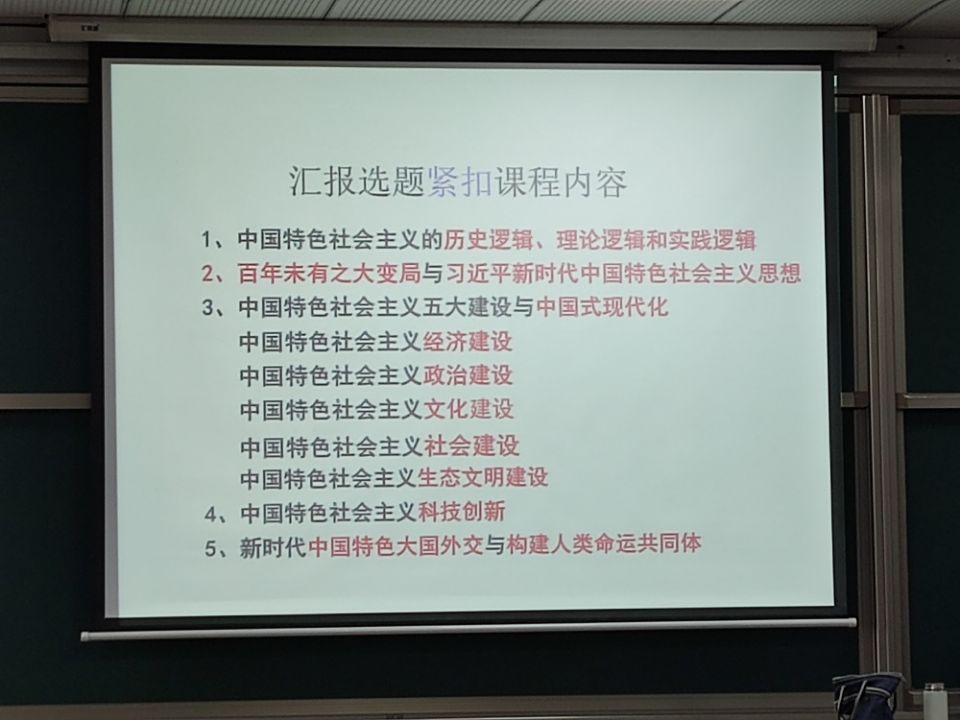 汇报选题紧扣课程内容
1、中国特色社会主义的历史逻辑、理论逻辑和实践逻辑
2、百年未有之大变局与习近平新时代中国特色社会主义思想
3、中国特色社会主义五大建设与中国式现代化
中国特色社会主义经济建设
中国特色社会主义政治建设
中国特色社会主义文化建设
中国特色社会主义社会建设
中国特色社会主义生态文明建设
4、中国特色社会主义科技创新
5、新时代中国特色大国外交与构建人类命运共同体